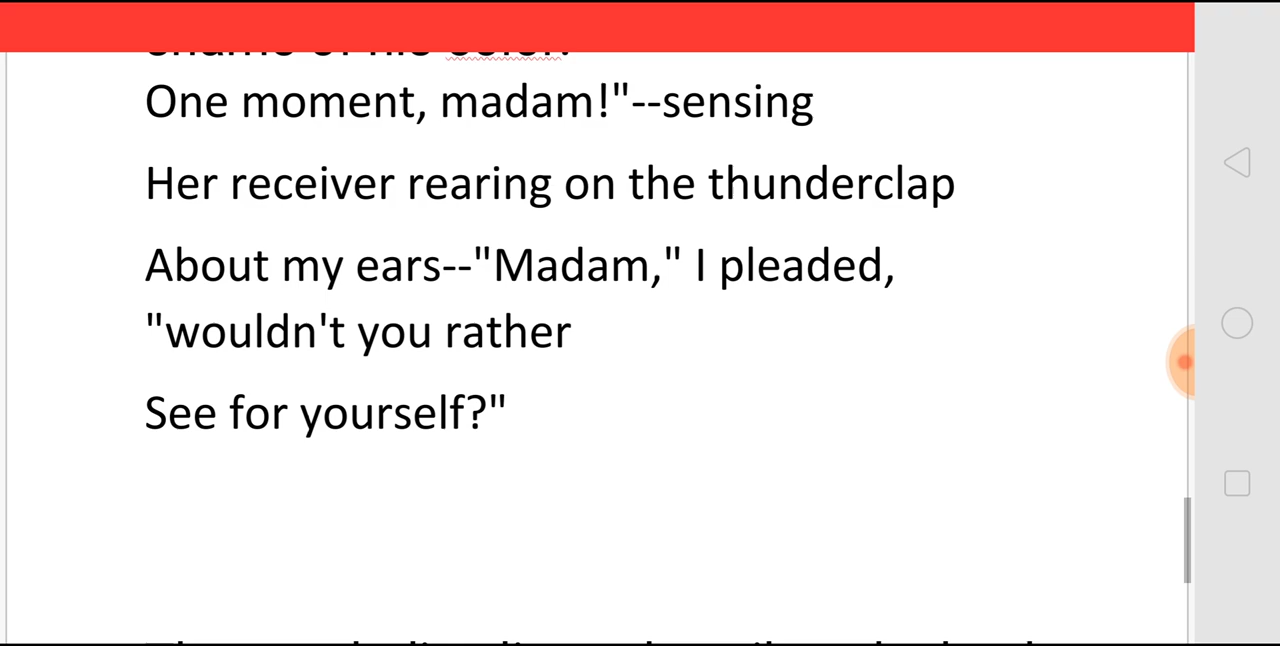 One moment, madam!"--sensing
Her receiver rearing on the thunderclap
About my ears--"Madam," I pleaded,
"wouldn't you rather
See for yourself?"